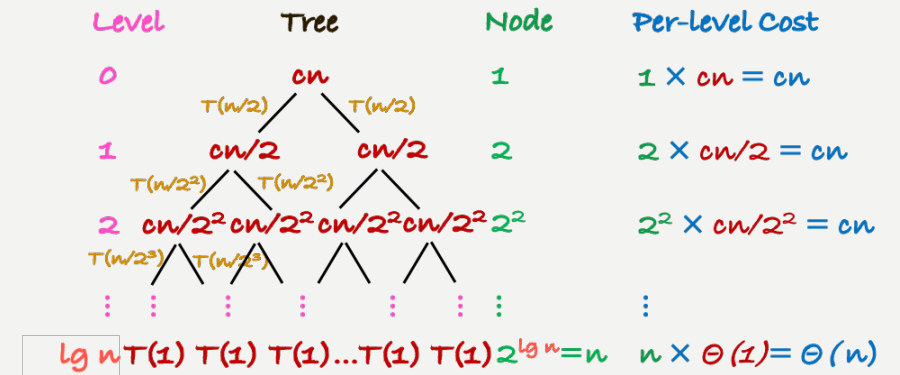 Level Tree Node Per-level Cost
0 cn 1 1 × cn = cn
T(n/2) T(n/2)
1 cn/2 cn/2 2 2 × cn/2 = cn
T(n/2²) T(n/2²)
2 cn/2² cn/2² cn/2² cn/2² 2² 2² × cn/2² = cn
T(n/2³) T(n/2³)
⋮ ⋮ ⋮ ⋮ ⋮ ⋮ ⋮ ⋮
lg n T(1) T(1) T(1)...T(1) T(1) 2^lg n = n n × Θ(1) = Θ(n)